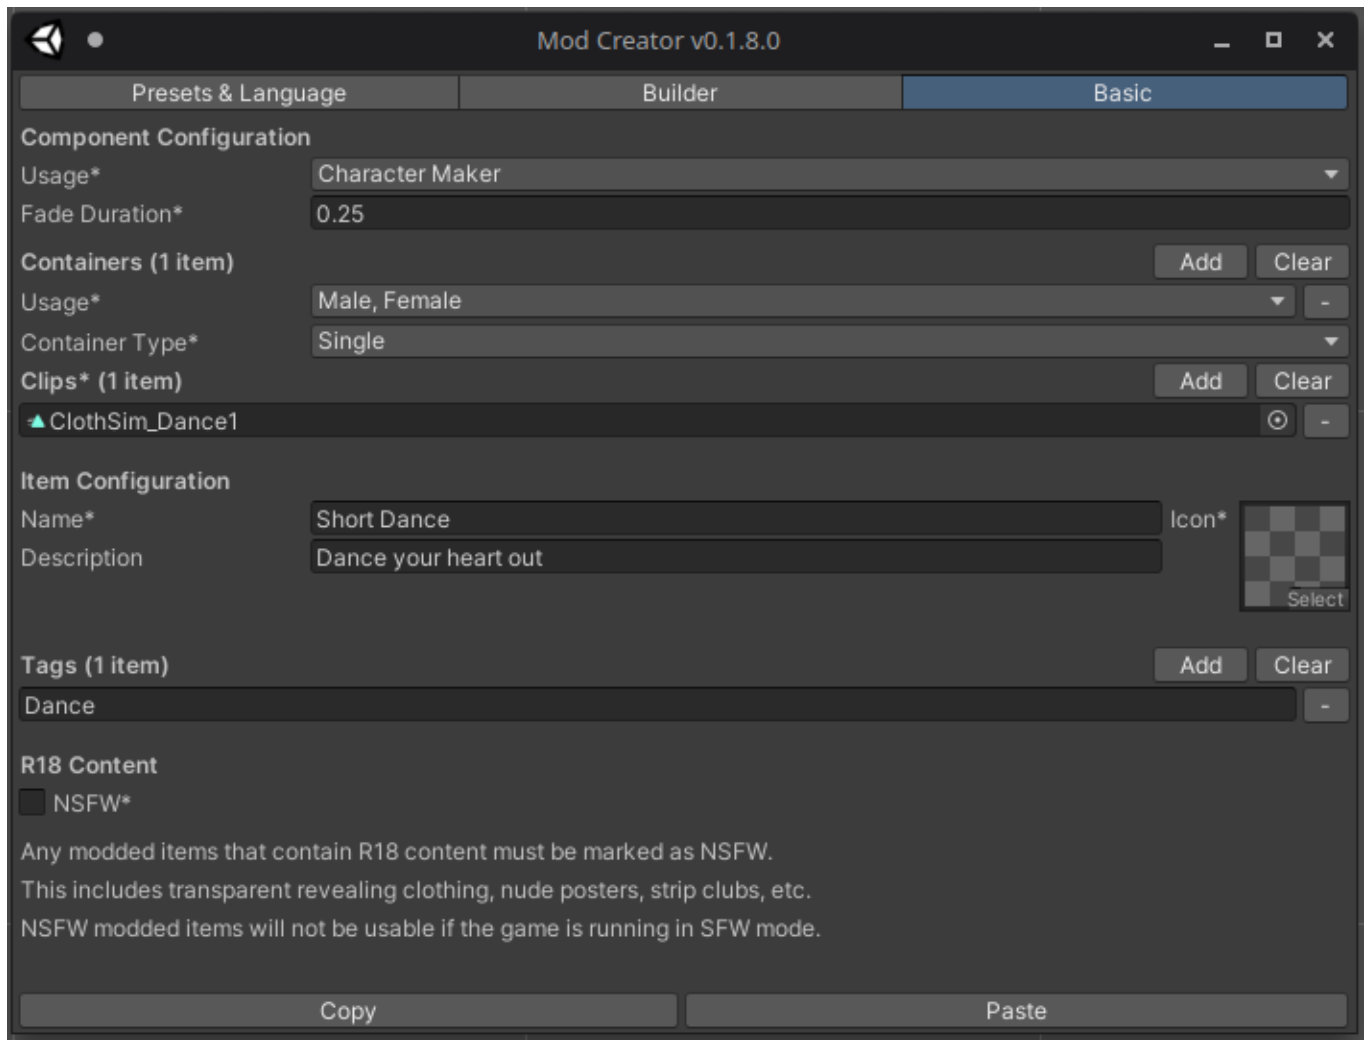 Mod Creator v0.1.8.0
Presets & Language Builder Basic
Component Configuration
Usage* Character Maker
Fade Duration* 0.25
Containers (1 item) Add Clear
Usage* Male, Female -
Container Type* Single
Clips* (1 item) Add Clear
ClothSim_Dance1 -
Item Configuration
Name* Short Dance Icon*
Description Dance your heart out
Select
Tags (1 item) Add Clear
Dance -
R18 Content
NSFW*
Any modded items that contain R18 content must be marked as NSFW.
This includes transparent revealing clothing, nude posters, strip clubs, etc.
NSFW modded items will not be usable if the game is running in SFW mode.
Copy Paste